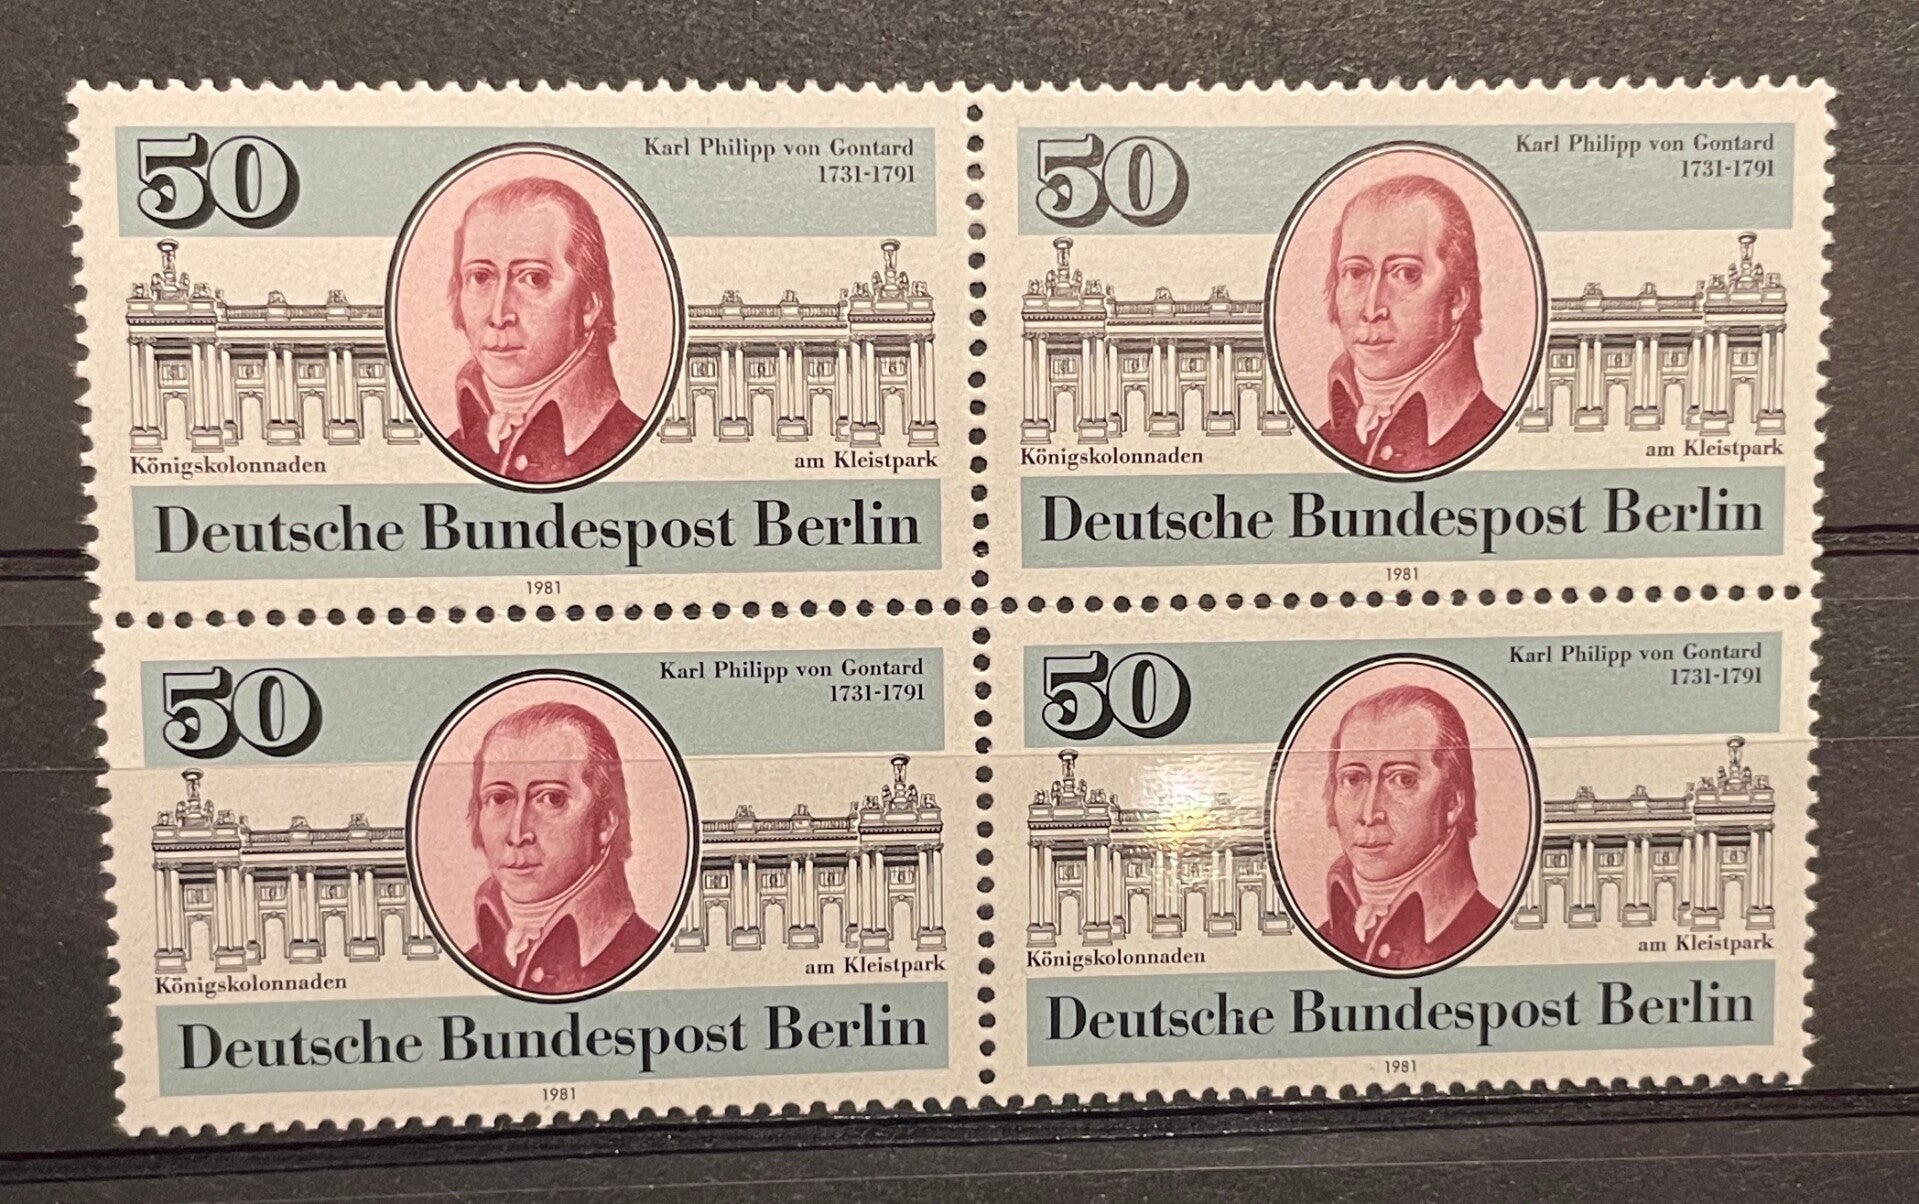 50
Karl Philipp von Gontard
1731-1791
Königskolonnaden
am Kleistpark
Deutsche Bundespost Berlin
1981
50
Karl Philipp von Gontard
1731-1791
Königskolonnaden
am Kleistpark
Deutsche Bundespost Berlin
1981
50
Karl Philipp von Gontard
1731-1791
Königskolonnaden
am Kleistpark
Deutsche Bundespost Berlin
1981
50
Karl Philipp von Gontard
1731-1791
Königskolonnaden
am Kleistpark
Deutsche Bundespost Berlin
1981